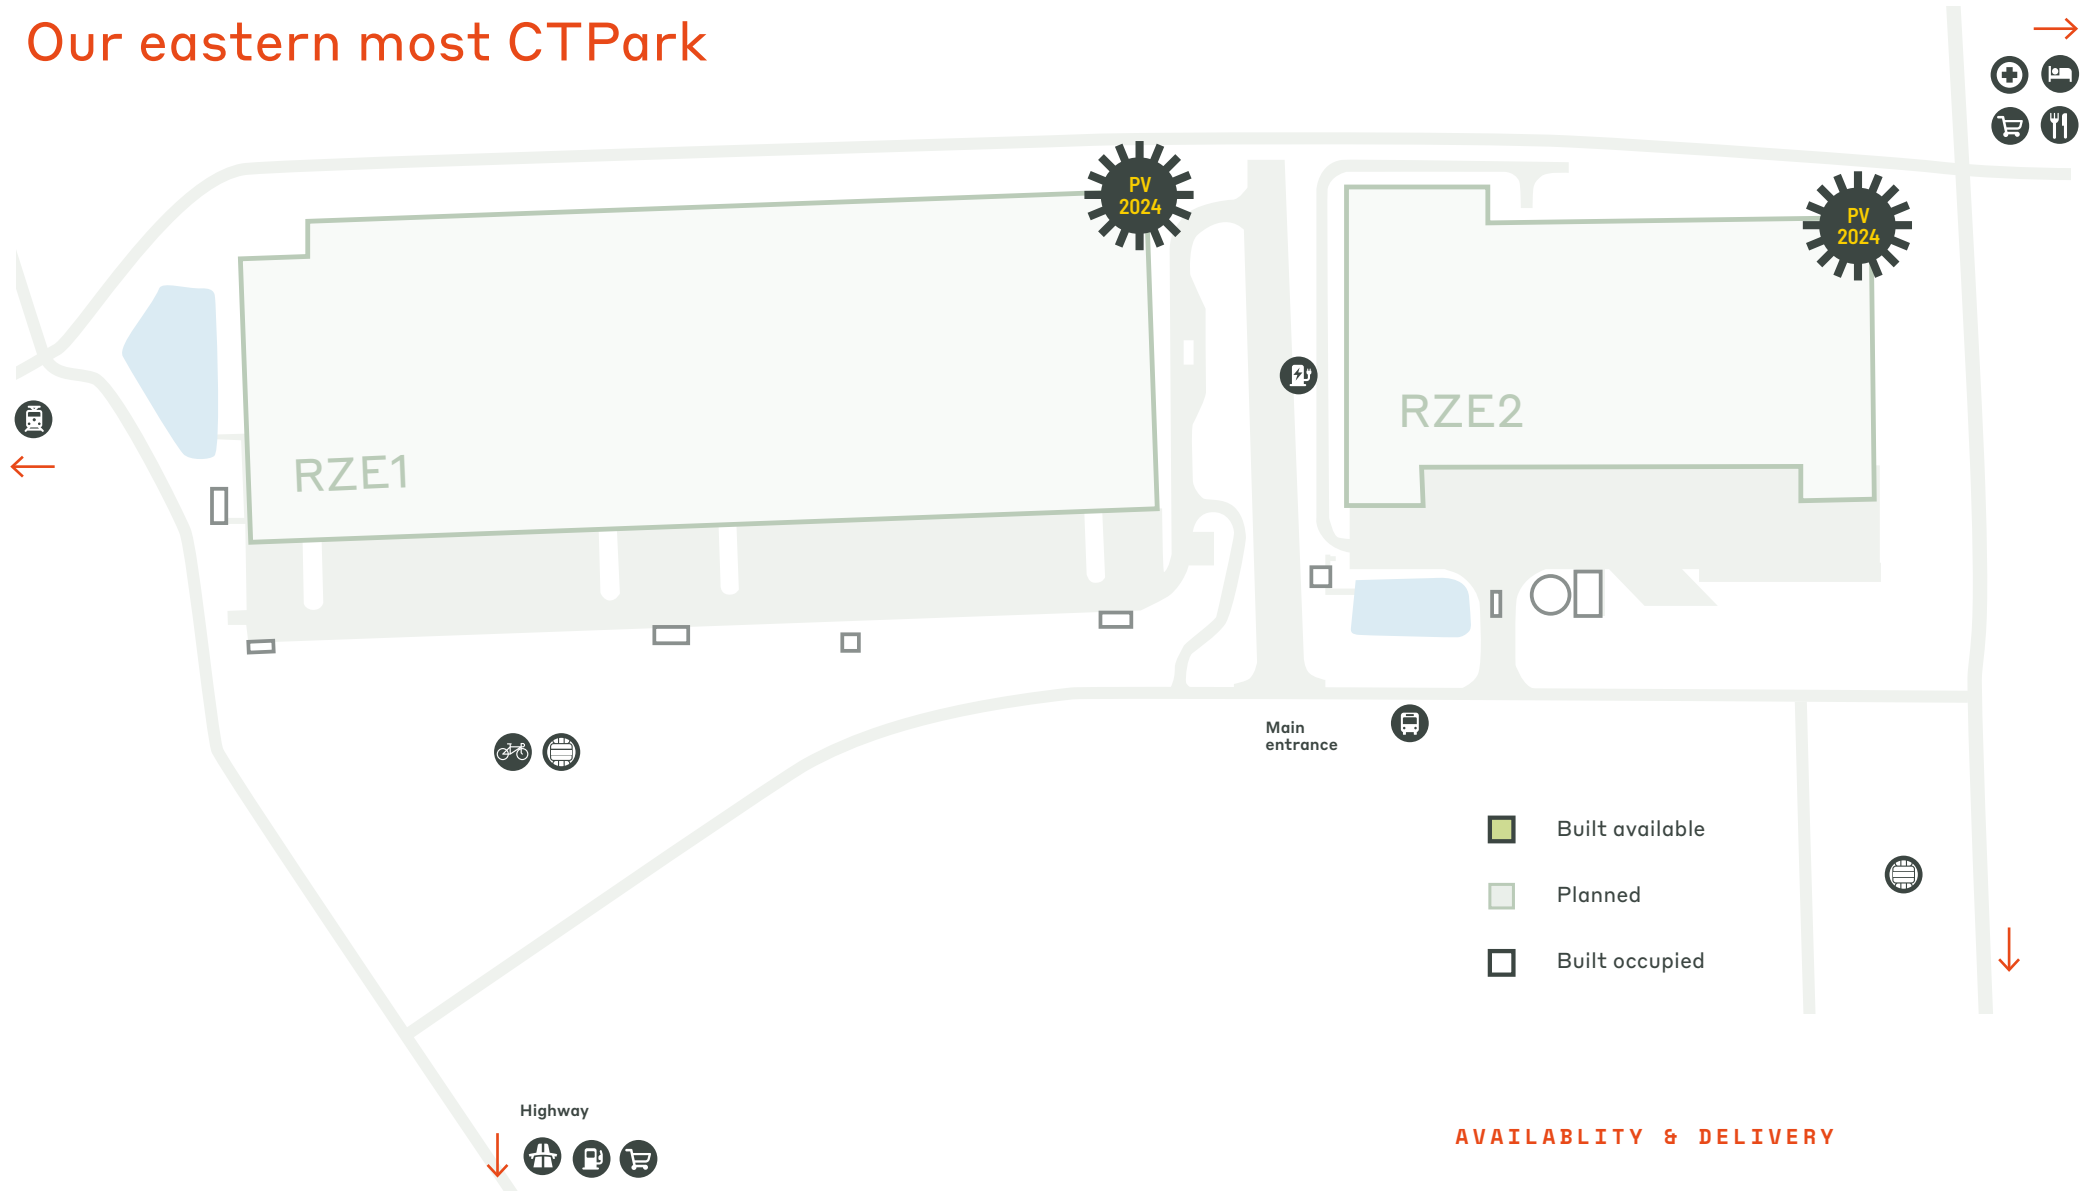 Our eastern most CTPark
PV
2024
PV
2024
RZE2
RZE1
Main
entrance
Built available
Planned
Built occupied
Highway
AVAILABLITY & DELIVERY